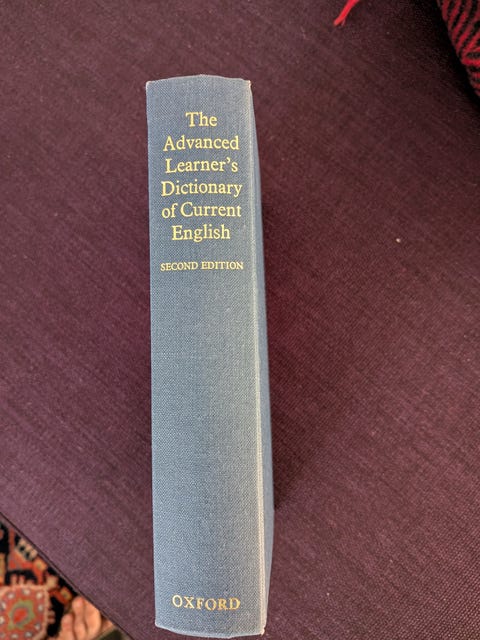 The
Advanced
Learner's
Dictionary
of Current
English
SECOND EDITION
OXFORD